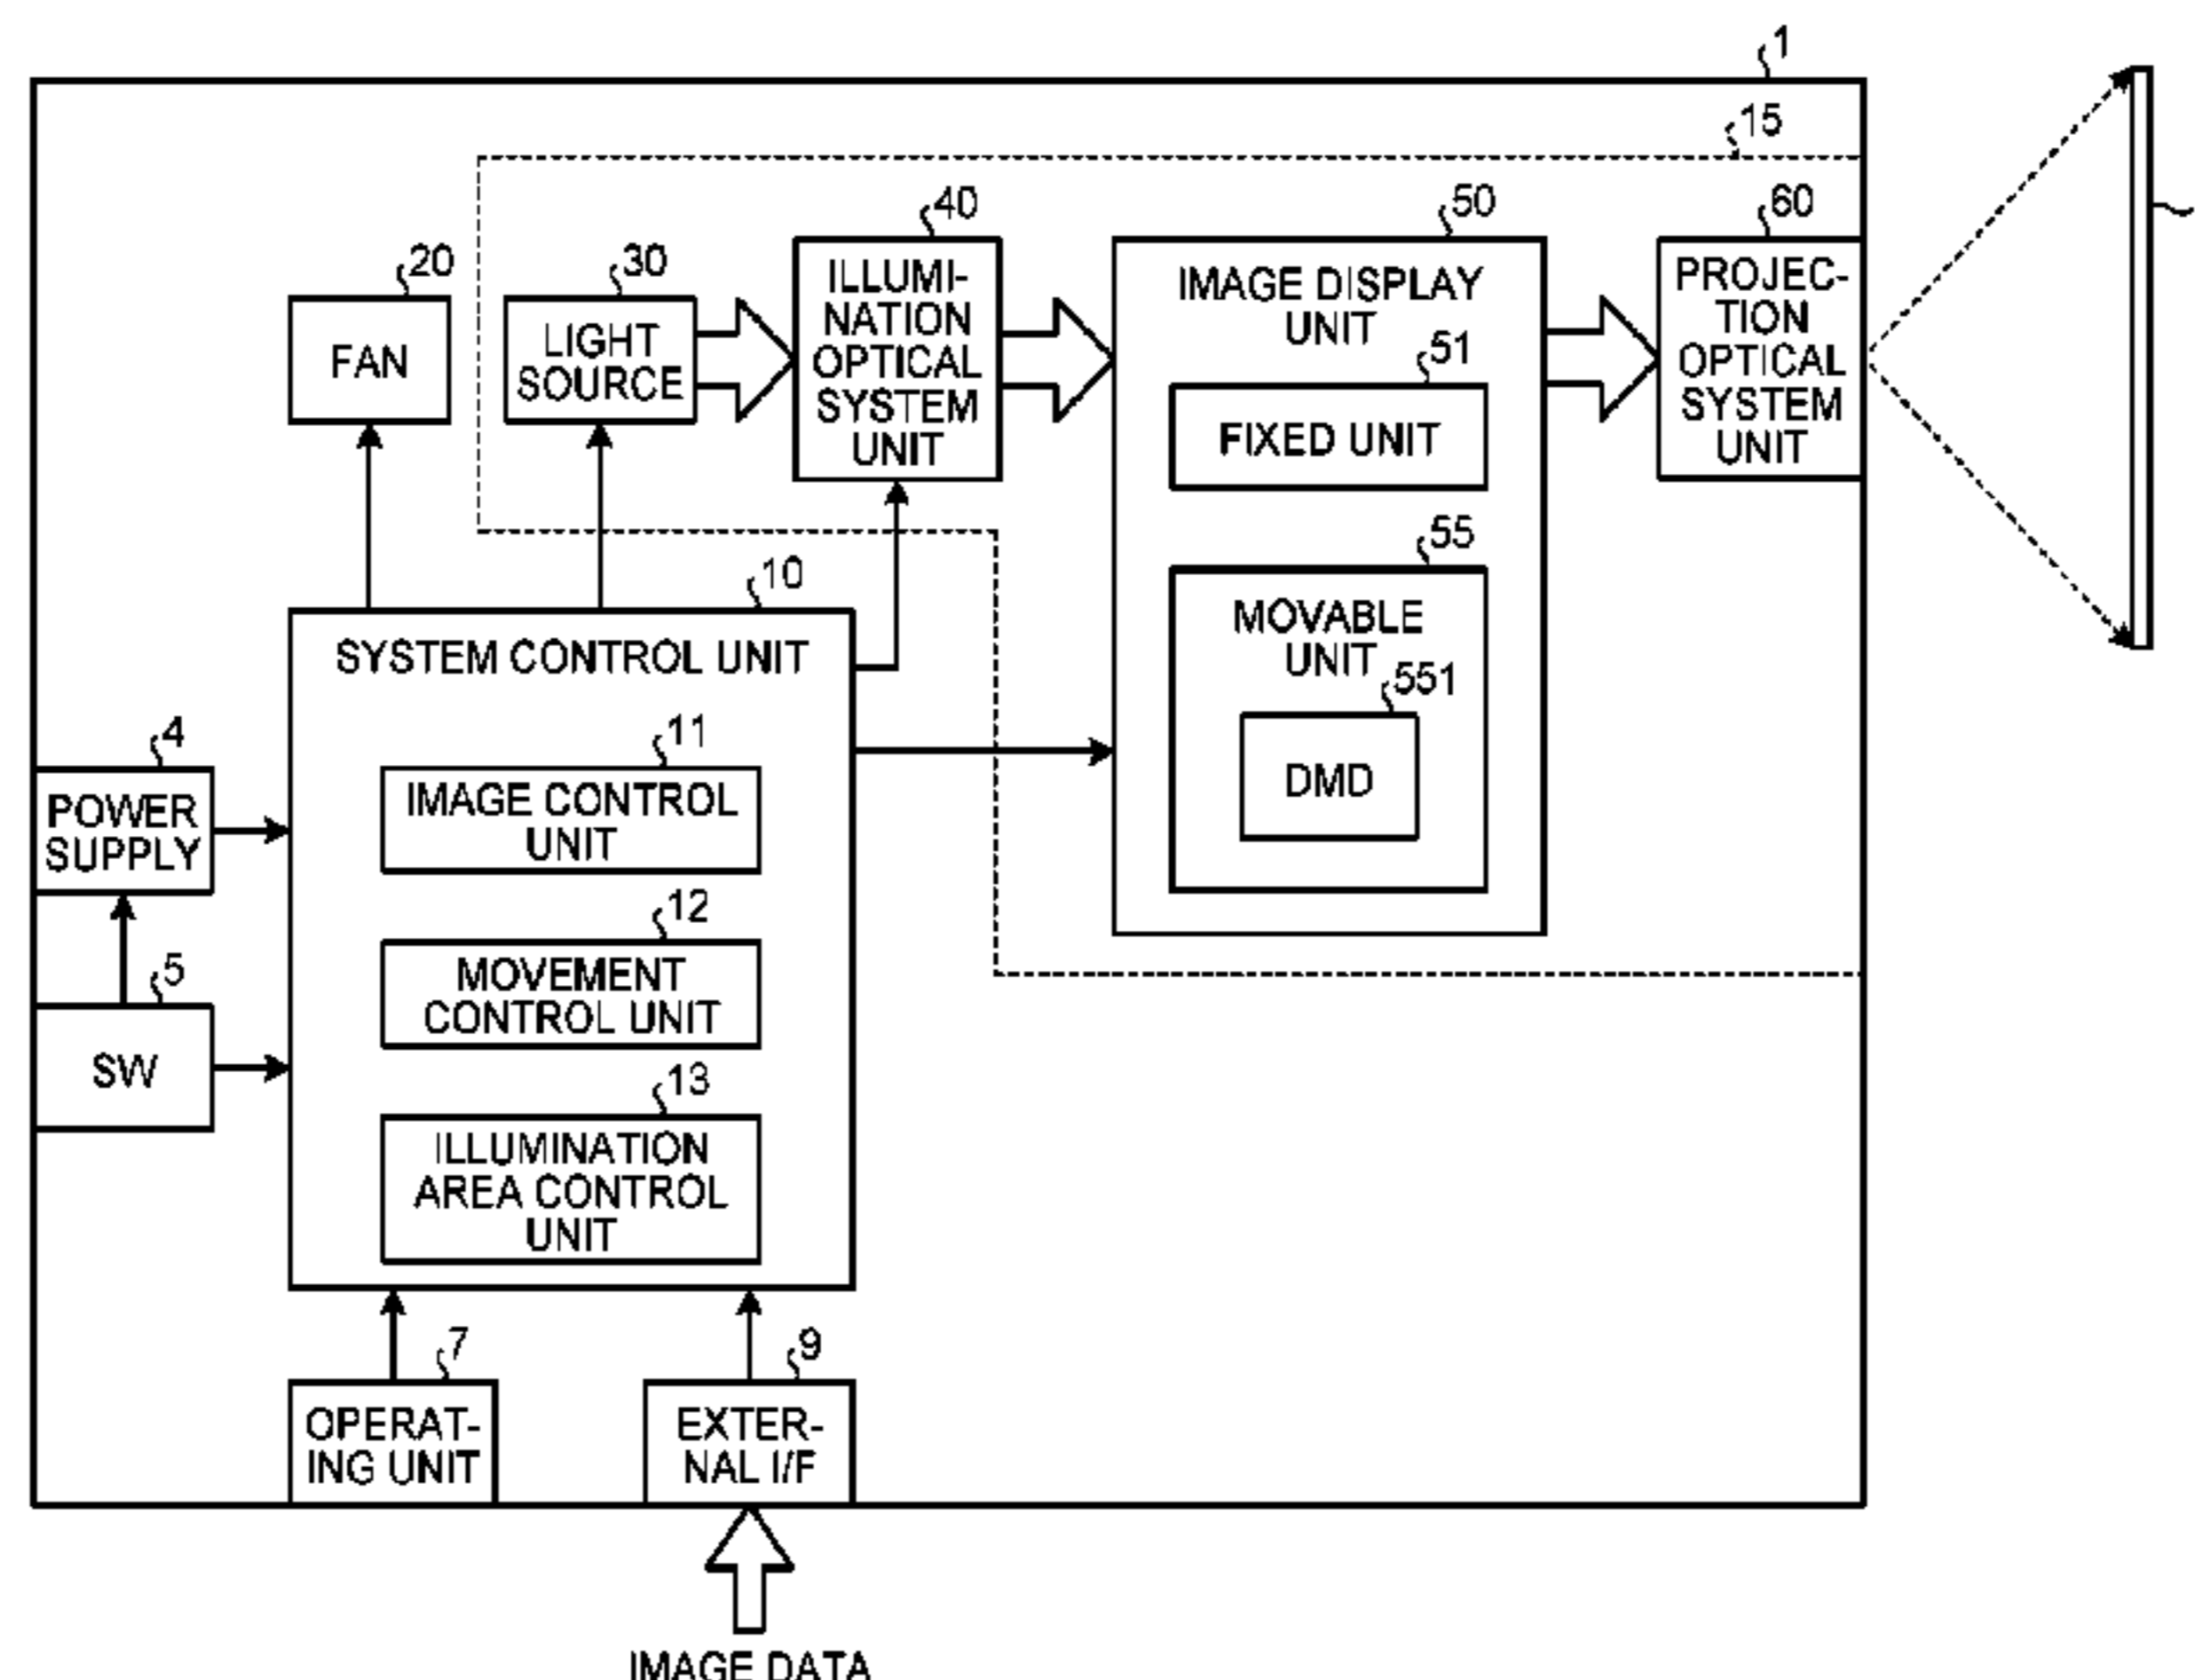 1
15
40
50
60
20
30
FAN
LIGHT
SOURCE
ILLUMI-
NATION
OPTICAL
SYSTEM
UNIT
IMAGE DISPLAY
UNIT
51
FIXED UNIT
PROJEC-
TION
OPTICAL
SYSTEM
UNIT
55
MOVABLE
UNIT
551
DMD
10
SYSTEM CONTROL UNIT
4
POWER
SUPPLY
11
IMAGE CONTROL
UNIT
12
MOVEMENT
CONTROL UNIT
5
SW
13
ILLUMINATION
AREA CONTROL
UNIT
7
OPERAT-
ING UNIT
9
EXTER-
NAL I/F
IMAGE DATA